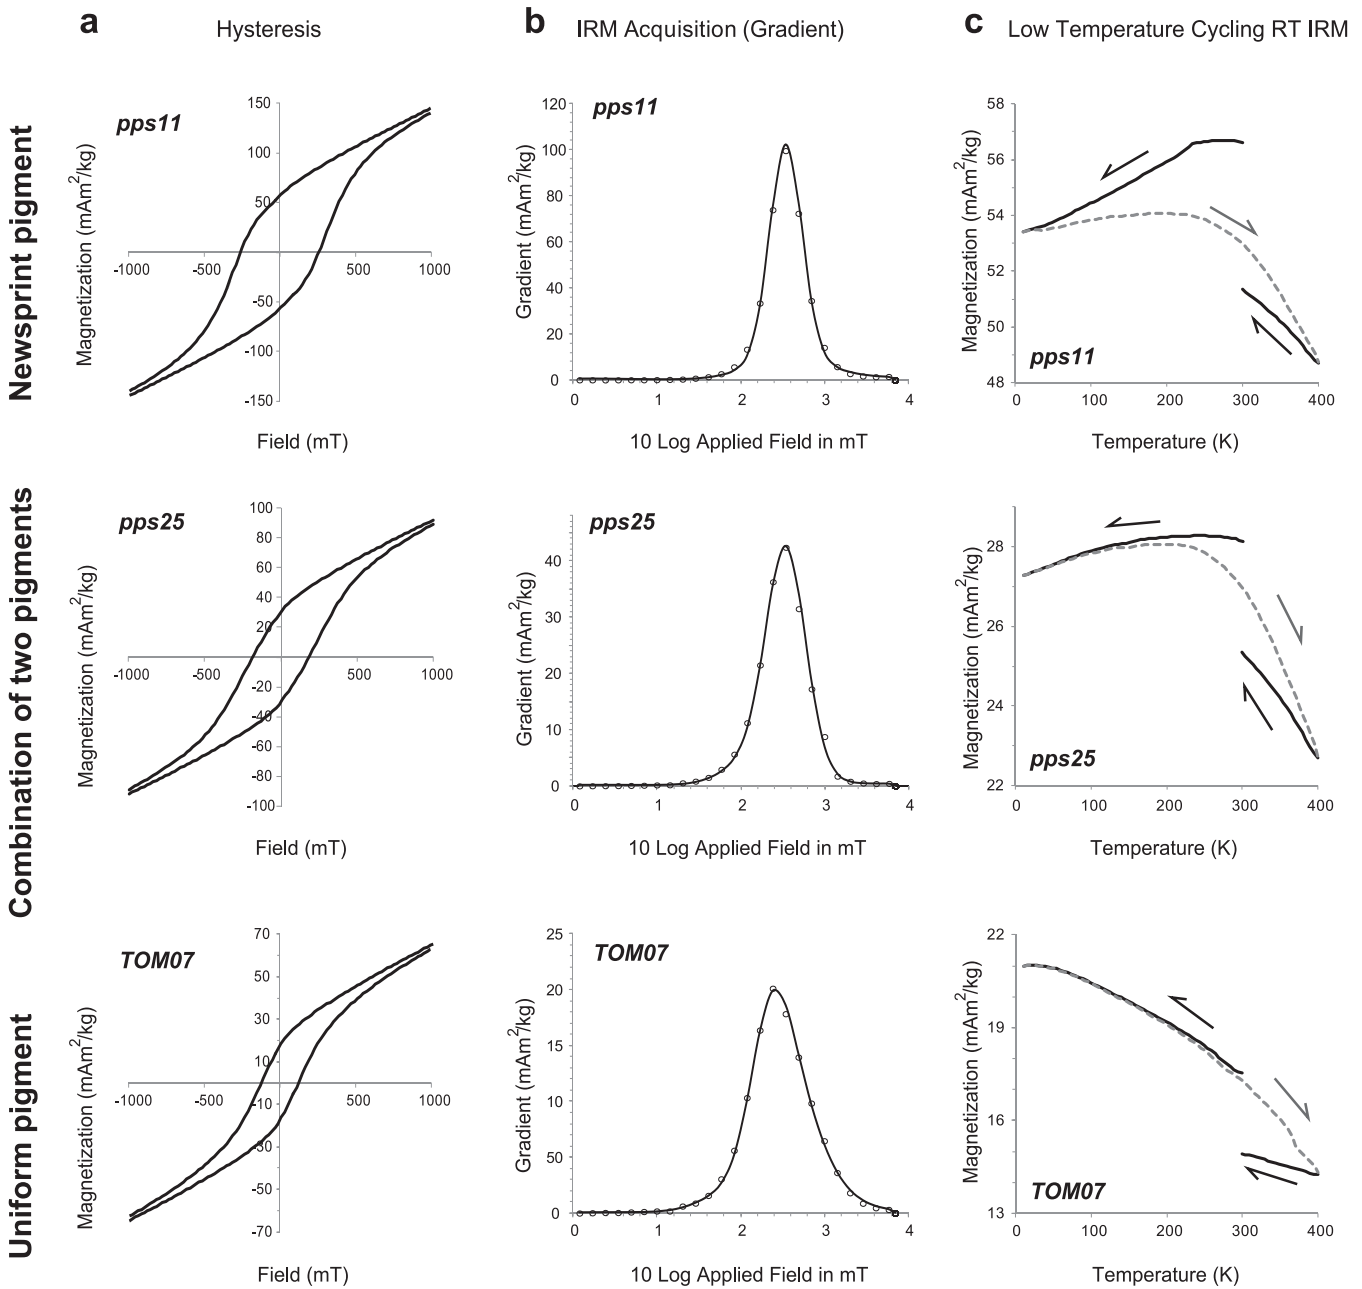 a Hysteresis
b IRM Acquisition (Gradient)
c Low Temperature Cycling RT IRM
Newsprint pigment
pps11
Magnetization (mAm²/kg)
150
100
50
-50
-100
-150
-1000
-500
500
1000
Field (mT)
pps11
Gradient (mAm²/kg)
120
100
80
60
40
20
0
0
1
2
3
4
10 Log Applied Field in mT
pps11
Magnetization (mAm²/kg)
58
56
54
52
50
48
0
100
200
300
400
Temperature (K)
Combination of two pigments
pps25
Magnetization (mAm²/kg)
100
80
60
40
20
-20
-40
-60
-80
-100
-1000
-500
500
1000
Field (mT)
pps25
Gradient (mAm²/kg)
40
30
20
10
0
0
1
2
3
4
10 Log Applied Field in mT
pps25
Magnetization (mAm²/kg)
28
26
24
22
0
100
200
300
400
Temperature (K)
Uniform pigment
TOM07
Magnetization (mAm²/kg)
70
50
30
10
-10
-30
-50
-70
-1000
-500
500
1000
Field (mT)
TOM07
Gradient (mAm²/kg)
25
20
15
10
50
0
0
1
2
3
4
10 Log Applied Field in mT
TOM07
Magnetization (mAm²/kg)
22
19
16
13
0
100
200
300
400
Temperature (K)